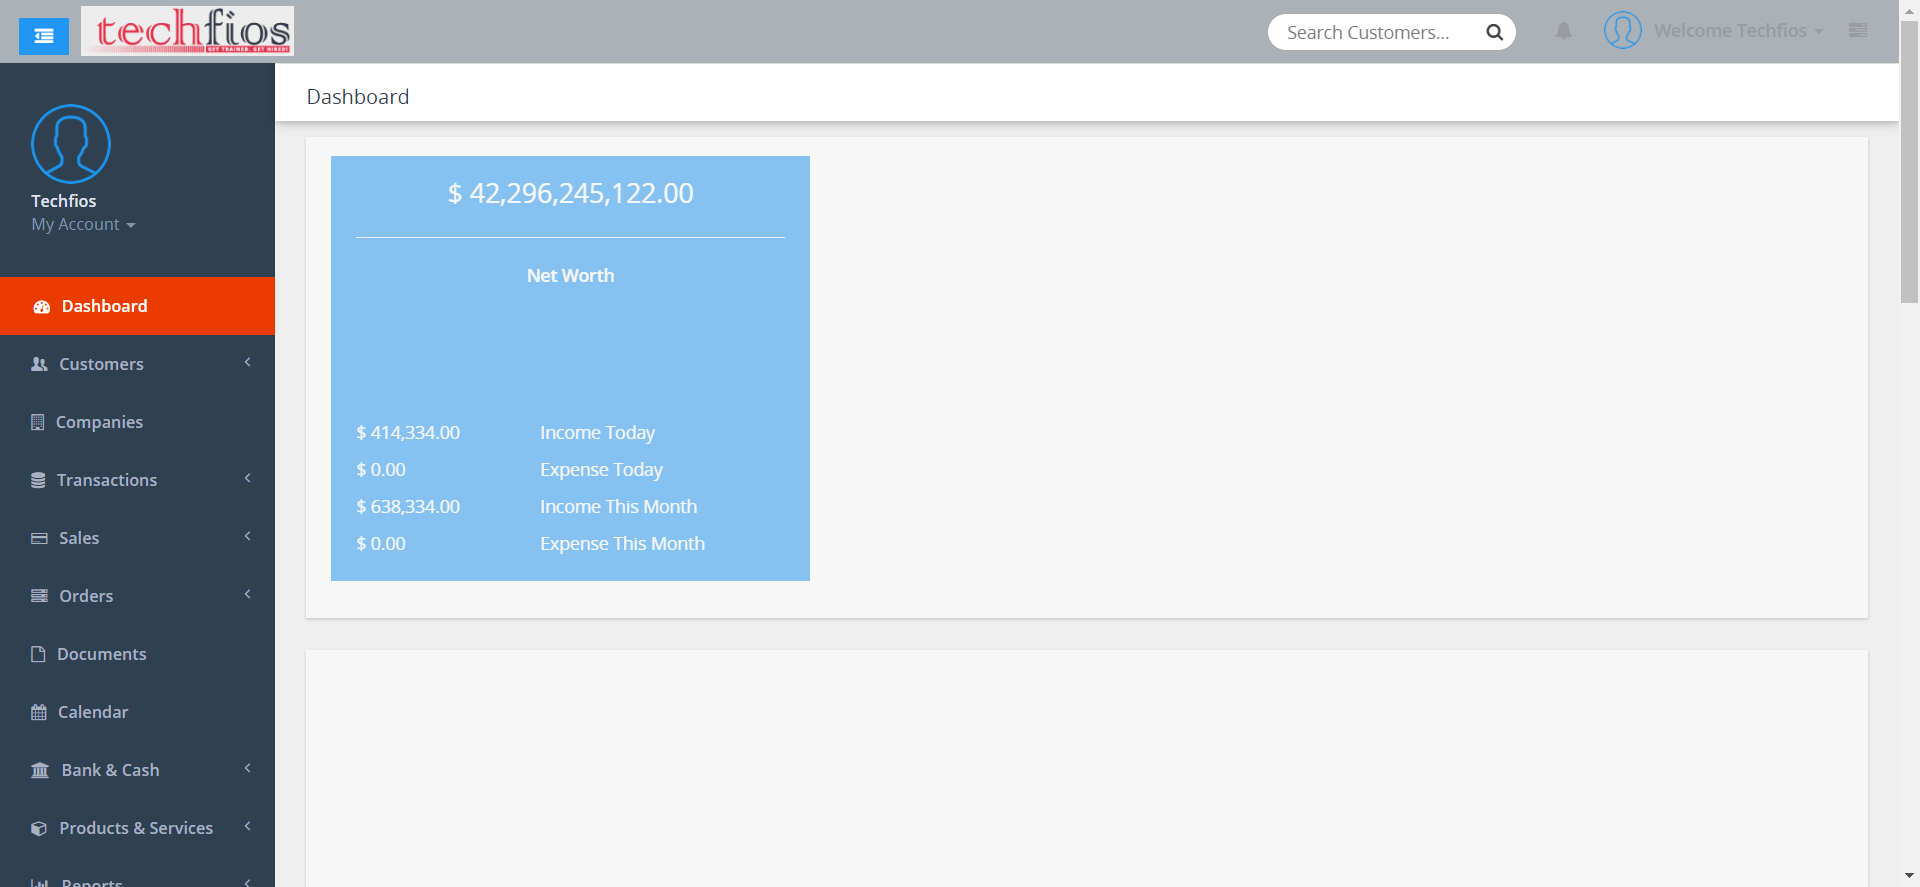 techfios
GET TRAINED. GET HIRED!
Search Customers...
Welcome Techfios
Techfios
My Account
Dashboard
Customers
Companies
Transactions
Sales
Orders
Documents
Calendar
Bank & Cash
Products & Services
Reports
Dashboard
$ 42,296,245,122.00
Net Worth
$ 414,334.00 Income Today
$ 0.00 Expense Today
$ 638,334.00 Income This Month
$ 0.00 Expense This Month